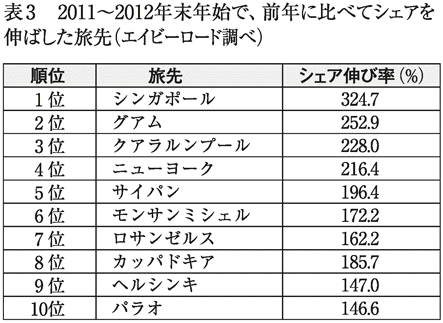 表3 2011～2012年末年始で、前年に比べてシェアを
伸ばした旅先（エイビーロード調べ）
順位 旅先 シェア伸び率（%）
1位 シンガポール 324.7
2位 グアム 252.9
3位 クアラルンプール 228.0
4位 ニューヨーク 216.4
5位 サイパン 196.4
6位 モンサンミシェル 172.2
7位 ロサンゼルス 162.2
8位 カッパドキア 185.7
9位 ヘルシンキ 147.0
10位 パラオ 146.6